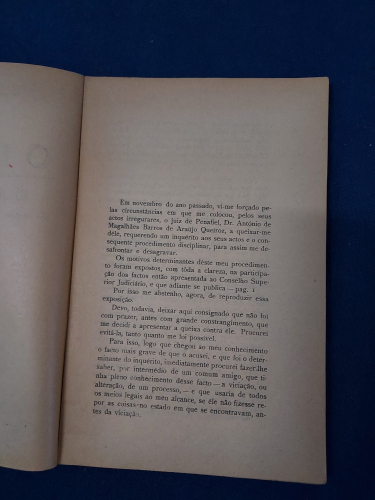 Em novembro do ano passado, vi-me forçado pe-
las circunstâncias em que me colocou, pelos seus
actos irregurares, o Juiz de Penafiel, Dr. António de
Magalhães Barros de Araújo Queiroz, a queixar-me
dêle, requerendo um inquérito aos seus actos e o con-
sequente procedimento disciplinar, para assim me de-
safrontar e desagravar.
Os motivos determinantes dêste meu procedimento
foram expostos, com tôda a clareza, na participa-
ção dos factos então apresentada ao Conselho Supe-
rior Judiciário, e que adiante se publica—pag. 1
Por isso me abstenho, agora, de reproduzir essa
exposição.
Devo, todavia, deixar aqui consignado que não foi
com prazer, antes com grande constrangimento, que
me decidi a apresentar a queixa contra êle. Procurei
evitá-la, tanto quanto me foi possível.
Para isso, logo que chegou ao meu conhecimento
o facto mais grave de que o acusei, e que foi o deter-
minante do inquérito, imediatamente procurei fazer.lhe
saber, por intermédio de um comum amigo, que ti-
nha pleno conhecimento dêsse facto—a viciação, ou
alteração, de um processo,—e que usaria de todos
os meios legais ao meu alcance, se êle não fizesse re-
por as coisas no estado em que se encontravam, an-
tes da viciação.